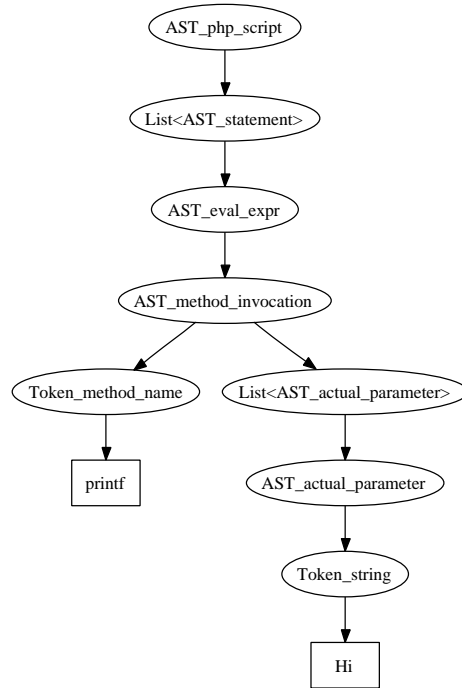 AST_php_script
List<AST_statement>
AST_eval_expr
AST_method_invocation
Token_method_name
List<AST_actual_parameter>
printf
AST_actual_parameter
Token_string
Hi